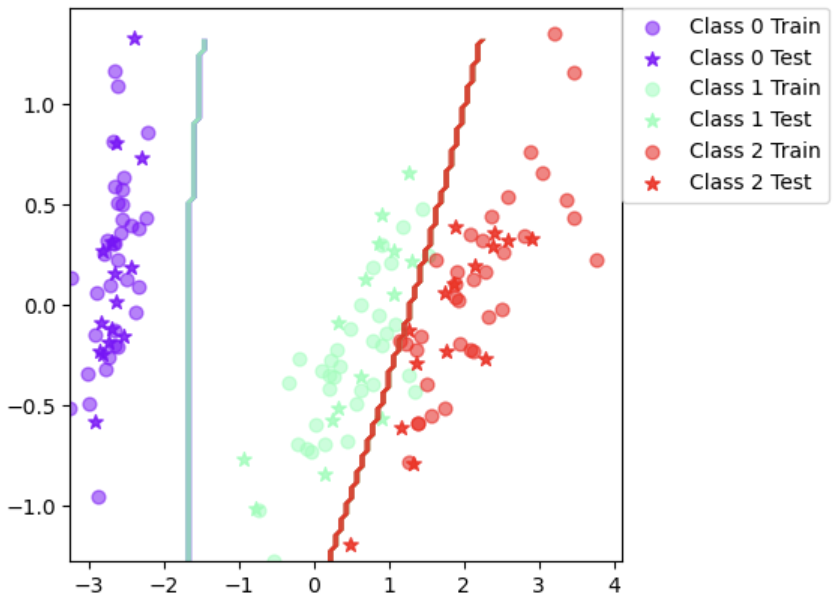 Class 0 Train
Class 0 Test
Class 1 Train
Class 1 Test
Class 2 Train
Class 2 Test
1.0
0.5
0.0
−0.5
−1.0
−3 −2 −1 0 1 2 3 4